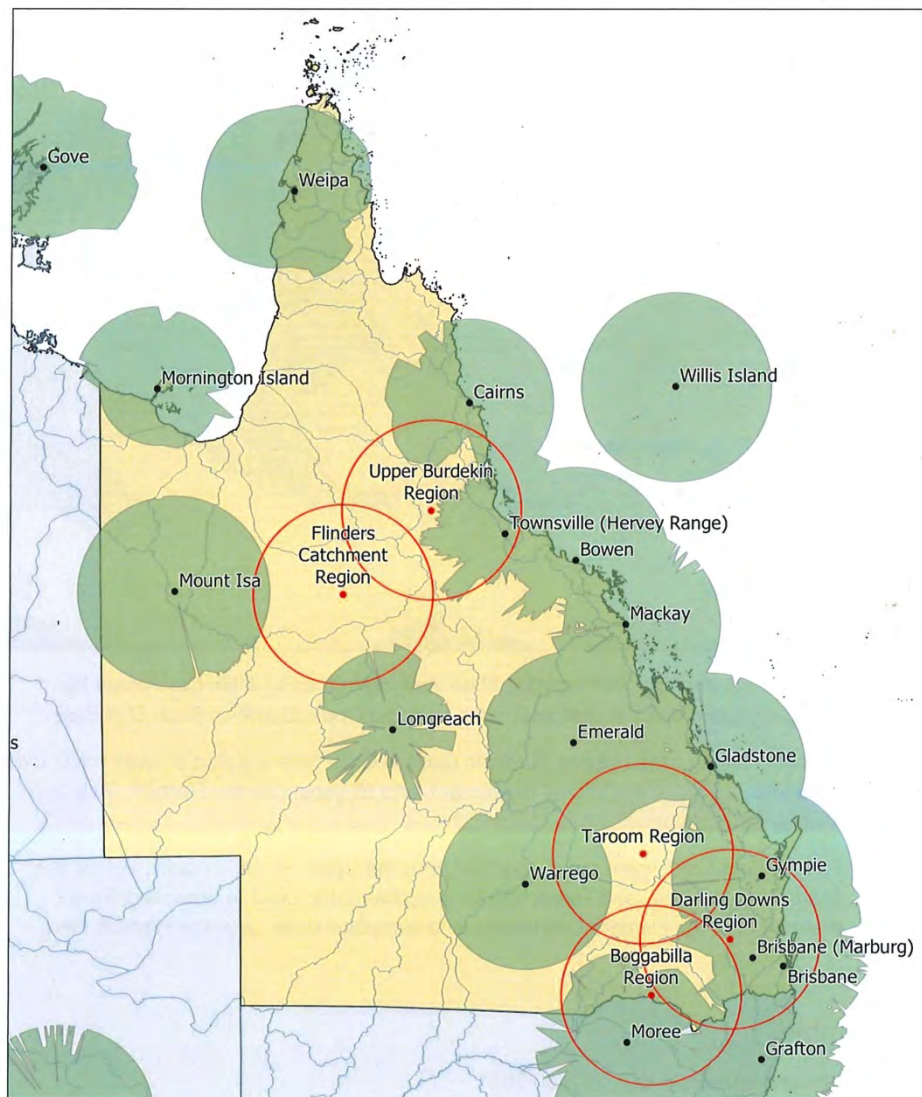 Gove
Weipa
Mornington Island
Willis Island
Cairns
Upper Burdekin
Region
Townsville (Hervey Range)
Flinders
Catchment
Region
Bowen
Mount Isa
Mackay
Longreach
Emerald
s
Gladstone
Taroom Region
Gympie
Warrego
Darling Downs
Region
Brisbane (Marburg)
Boggabilla
Region
Brisbane
Moree
Grafton